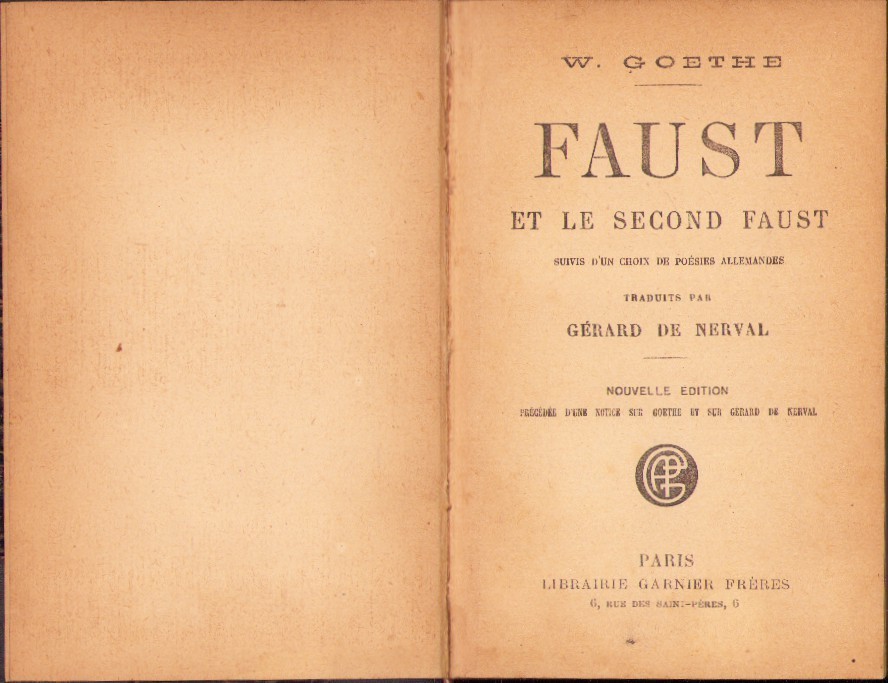 W. GOETHE
FAUST
ET LE SECOND FAUST
SUIVIS D'UN CHOIX DE POÉSIES ALLEMANDES
TRADUITS PAR
GÉRARD DE NERVAL
NOUVELLE EDITION
PRÉCÉDÉE D'UNE NOTICE SUR GOETHE ET SUR GÉRARD DE NERVAL
PARIS
LIBRAIRIE GARNIER FRÈRES
6, RUE DES SAINT-PÈRES, 6